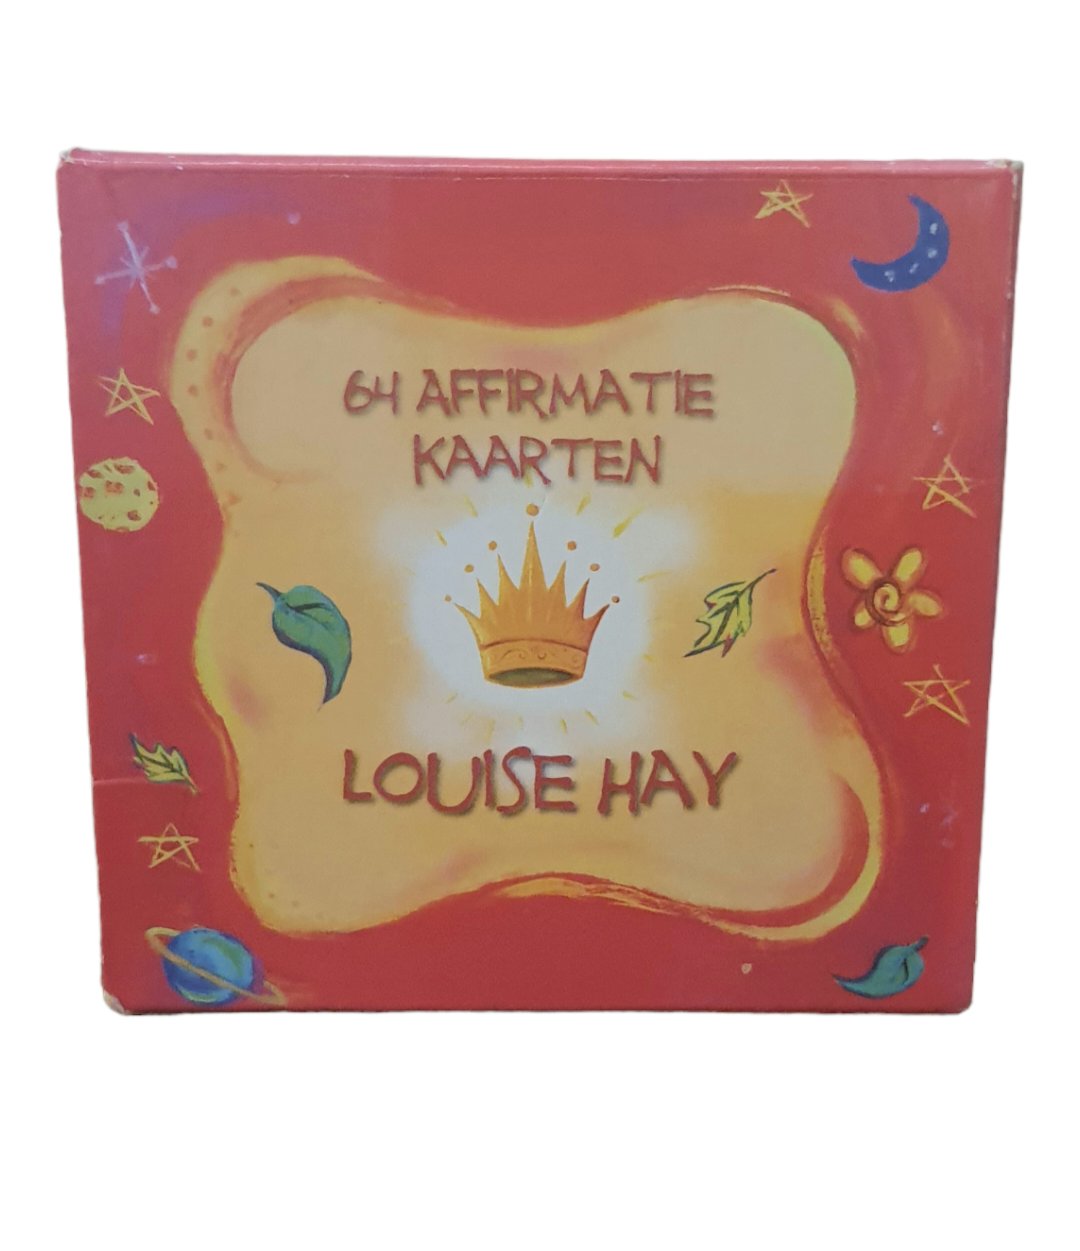 64 AFFIRMATIE
KAARTEN
LOUISE HAY